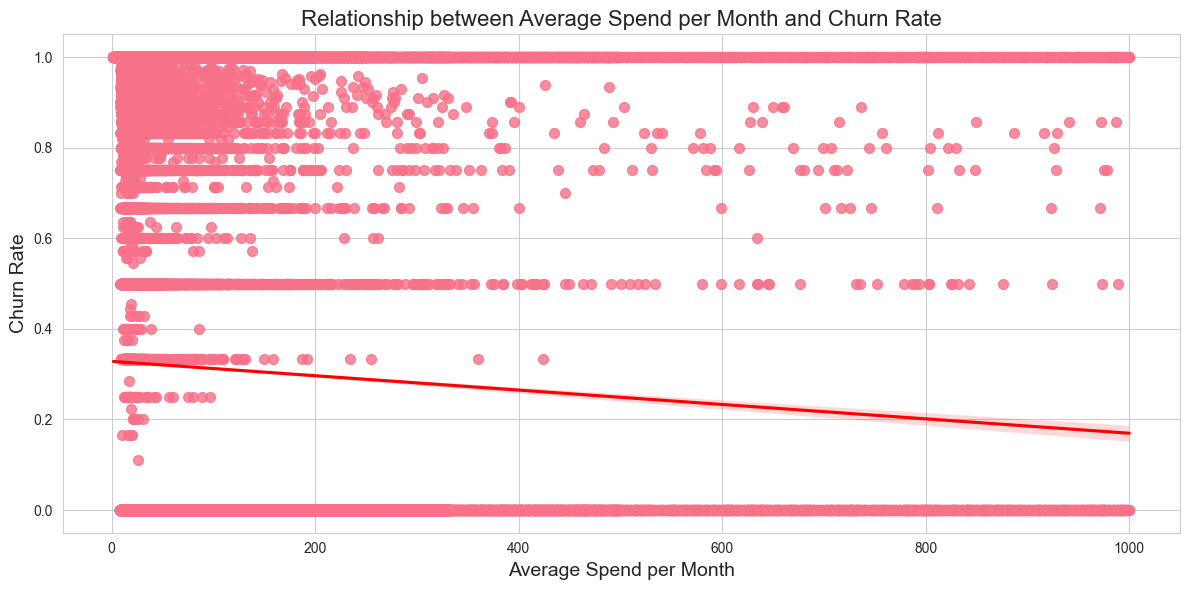 Relationship between Average Spend per Month and Churn Rate
Churn Rate
1.0
0.8
0.6
0.4
0.2
0.0
0 200 400 600 800 1000
Average Spend per Month